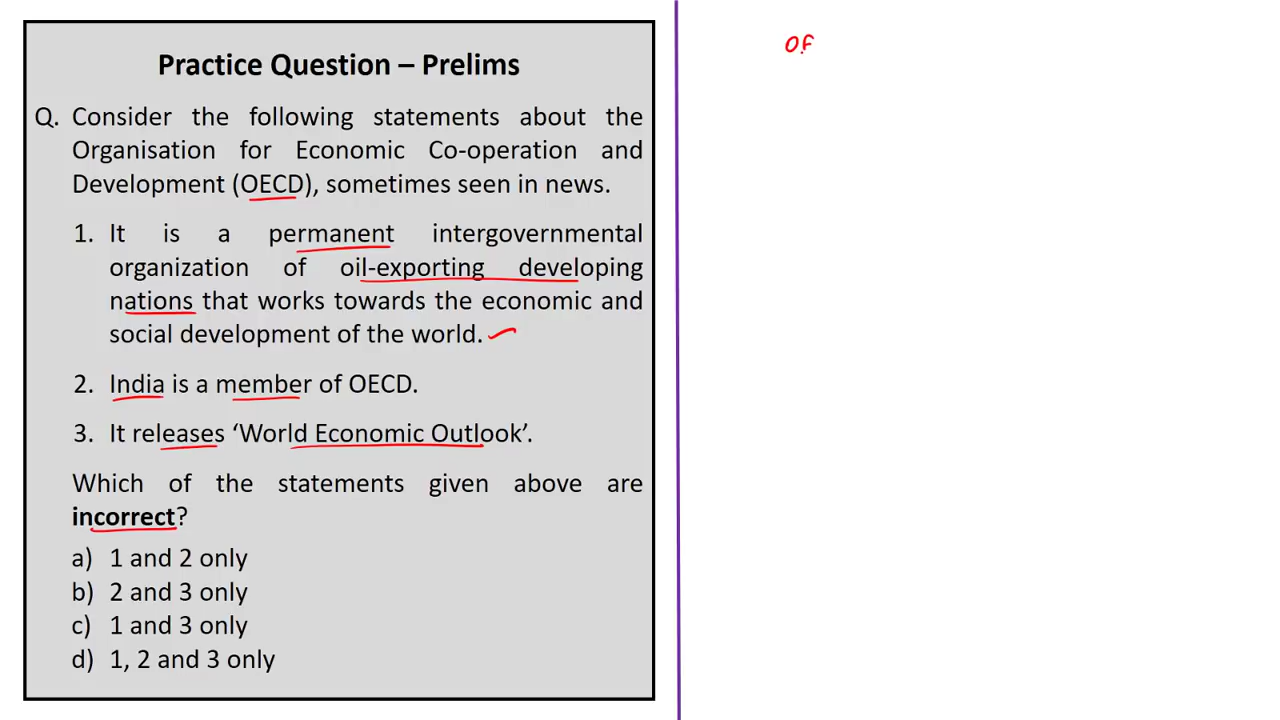 Practice Question – Prelims
Q. Consider the following statements about the
Organisation for Economic Co-operation and
Development (OECD), sometimes seen in news.
1. It is a permanent intergovernmental
organization of oil-exporting developing
nations that works towards the economic and
social development of the world.
2. India is a member of OECD.
3. It releases ‘World Economic Outlook’.
Which of the statements given above are
incorrect?
a) 1 and 2 only
b) 2 and 3 only
c) 1 and 3 only
d) 1, 2 and 3 only